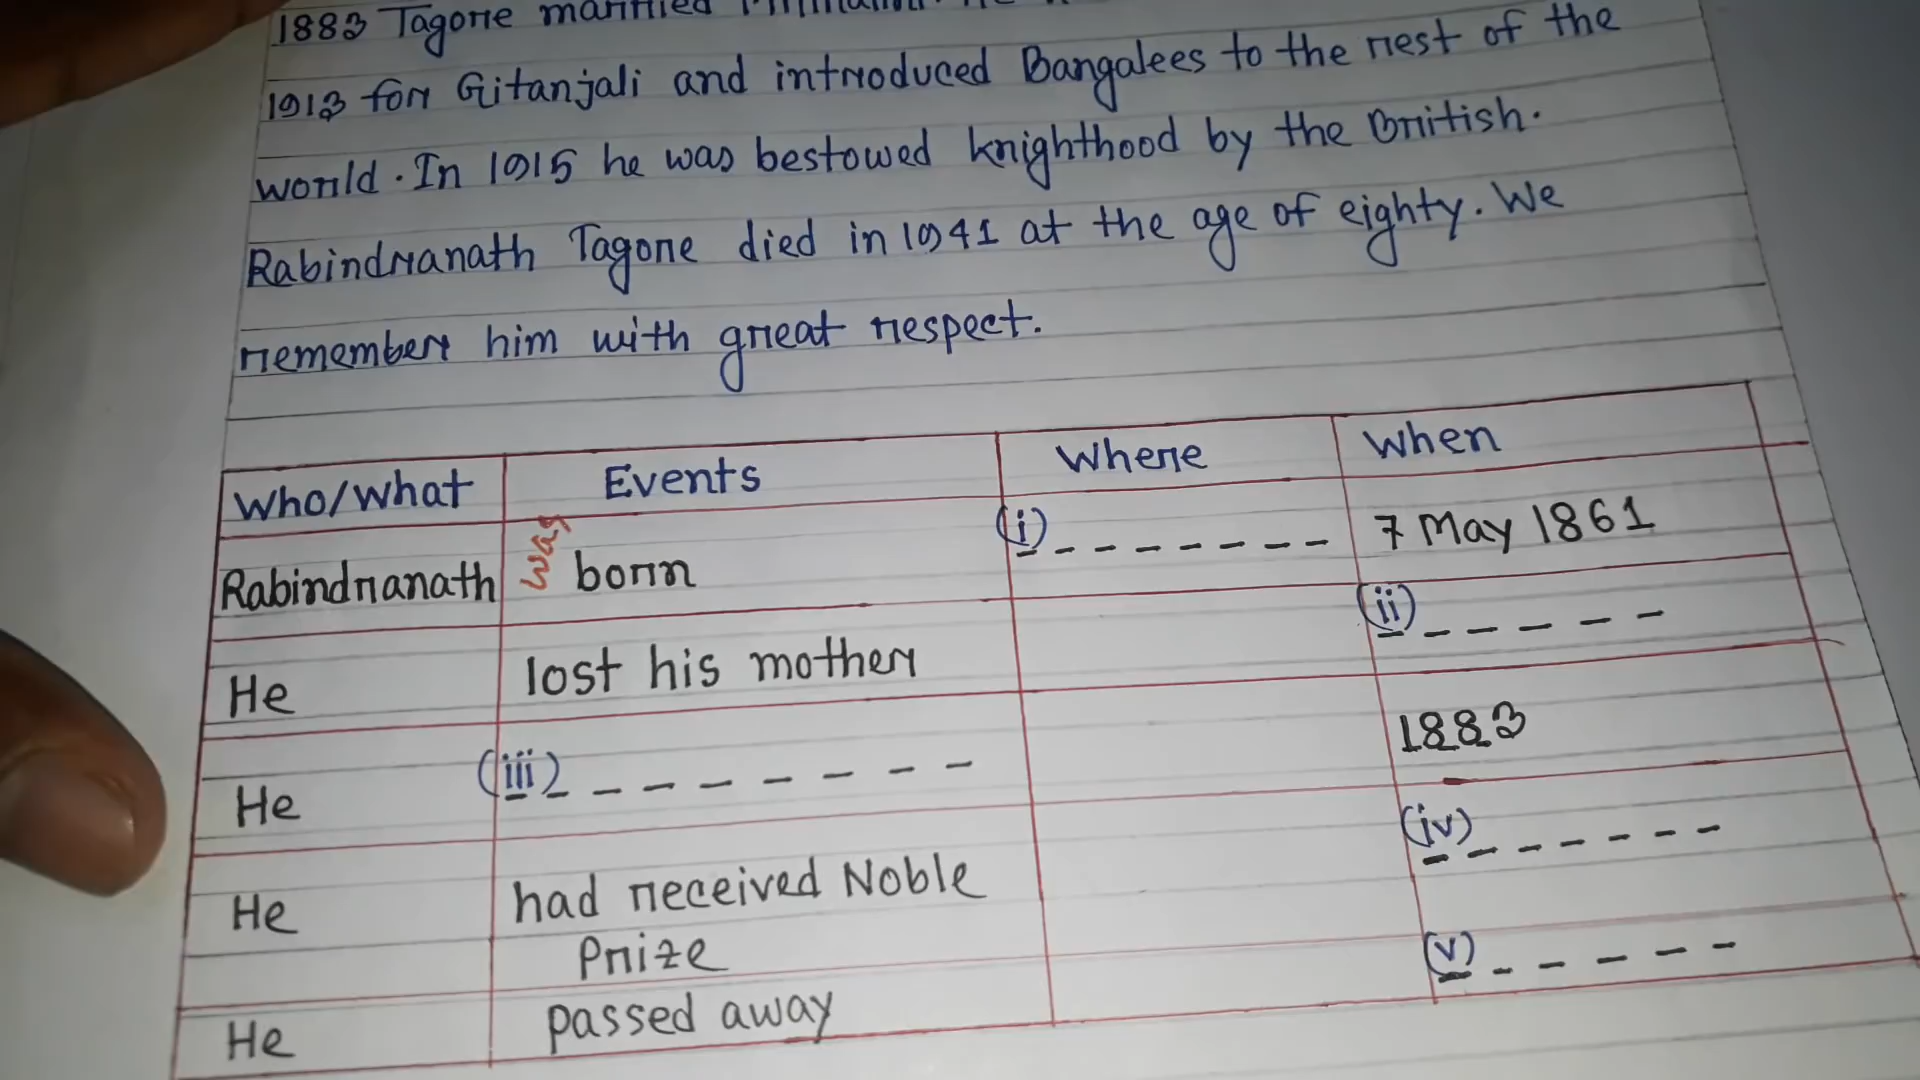 1883 Tagore married
1913 for Gitanjali and introduced Bangalees to the rest of the
world. In 1915 he was bestowed knighthood by the British.
Rabindranath Tagore died in 1941 at the age of eighty. We
remember him with great respect.
Who/What Events Where When
Rabindranath was born (i) _ _ _ _ _ _ _ _ 7 May 1861
He lost his mother (ii) _ _ _ _ _ _ _
He (iii) _ _ _ _ _ _ _ _ _ 1883
He had received Noble (iv) _ _ _ _ _ _ _ _
Prize
He passed away (v) _ _ _ _ _ _